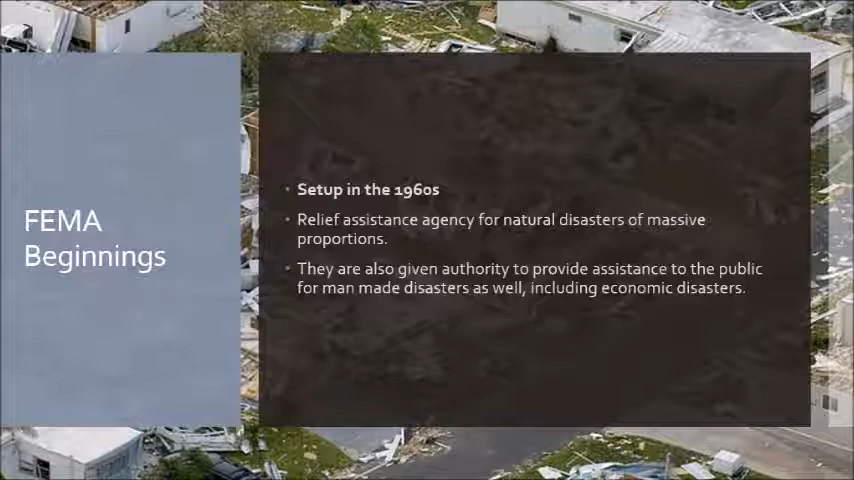 FEMA
Beginnings
Setup in the 1960s
Relief assistance agency for natural disasters of massive
proportions.
They are also given authority to provide assistance to the public
for man made disasters as well, including economic disasters.